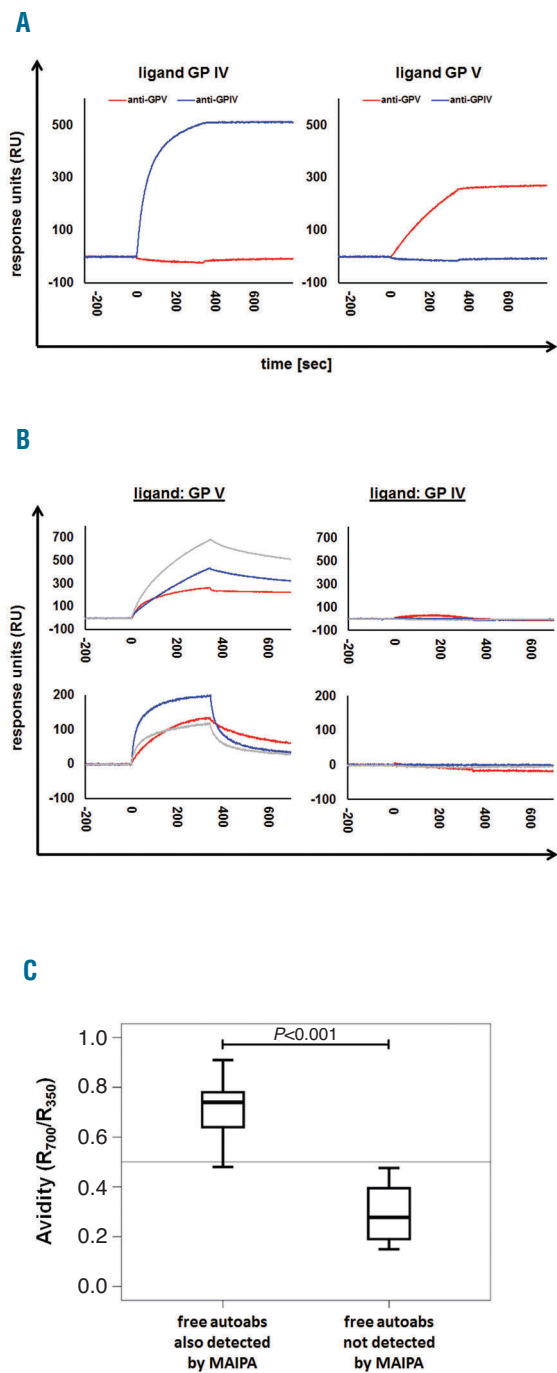 A
ligand GP IV
ligand GP V
anti-GPV
anti-GPIV
anti-GPV
anti-GPIV
response units (RU)
500
300
100
-100
500
300
100
-100
-200
0
200
400
600
-200
0
200
400
600
time [sec]
B
ligand: GP V
ligand: GP IV
response units (RU)
700
500
300
100
-100
700
500
300
100
-100
-200
0
200
400
600
-200
0
200
400
600
200
100
0
-100
200
100
0
-100
-200
0
200
400
600
-200
0
200
400
600
C
P<0.001
Avidity (R700/R350)
1.0
0.8
0.6
0.4
0.2
0.0
free autoabs
also detected
by MAIPA
free autoabs
not detected
by MAIPA